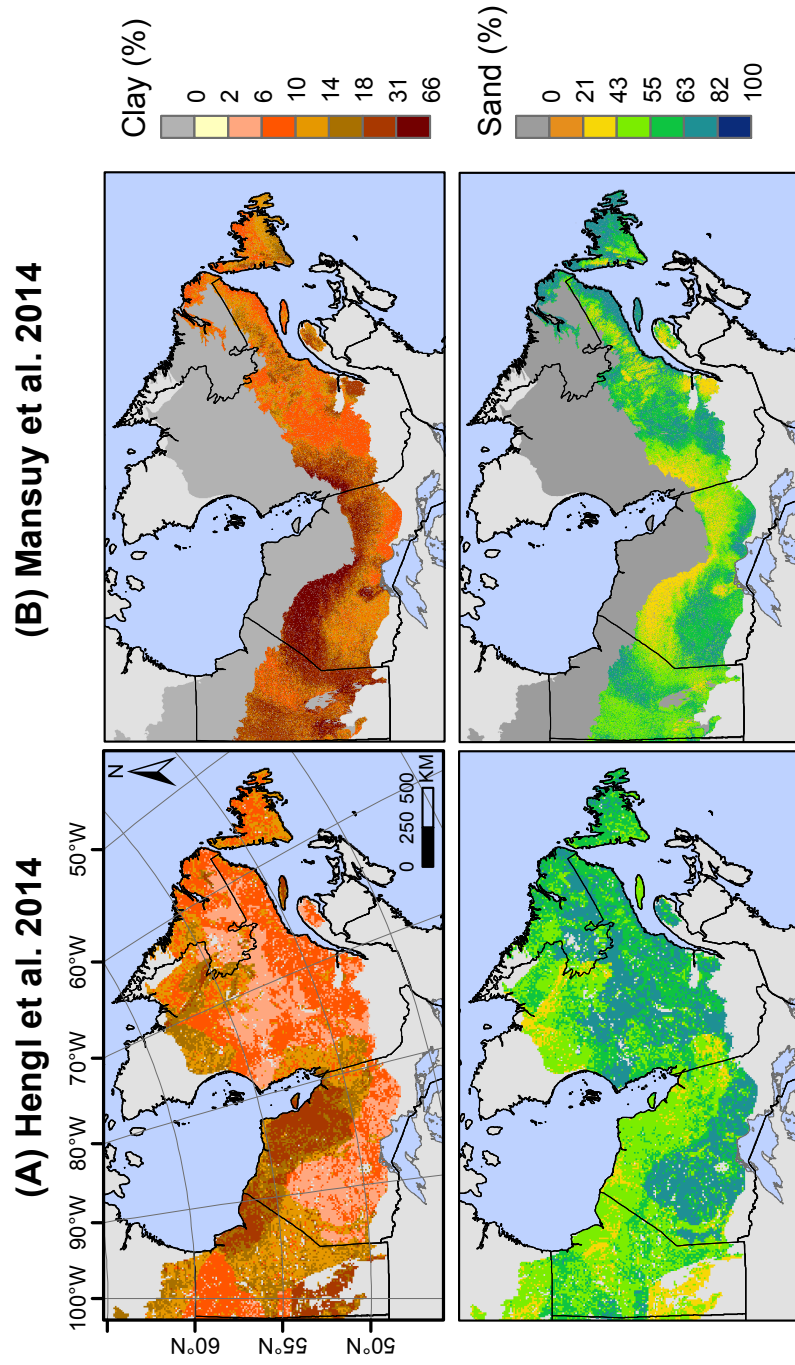 (A) Hengl et al. 2014
(B) Mansuy et al. 2014
100°W
90°W
80°W
70°W
60°W
50°W
60°N
55°N
50°N
N
0 250 500
KM
Clay (%)
0
2
6
10
14
18
31
66
Sand (%)
0
21
43
55
63
82
100